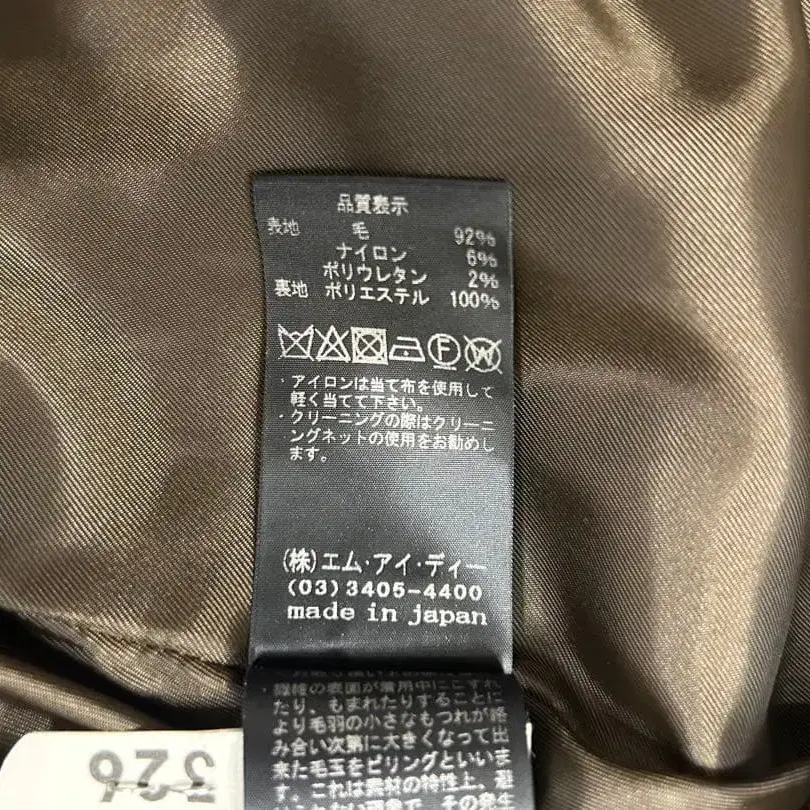 品質表示
表地 毛 92%
ナイロン 6%
ポリウレタン 2%
裏地 ポリエステル 100%
F W
・アイロンは当て布を使用して
軽く当てて下さい。
・クリーニングの際はクリーニ
ングネットの使用をお勧めし
ます。
(株)エム・アイ・ディー
(03)3405-4400
made in japan
繊維の表面が着用中にこすれ
たり、もまれたりすることに
より毛羽の小さなもつれが絡
み合い次第に大きくなって出
来た毛玉をピリングといいま
す。これは素材の特性上、避
その発生
326